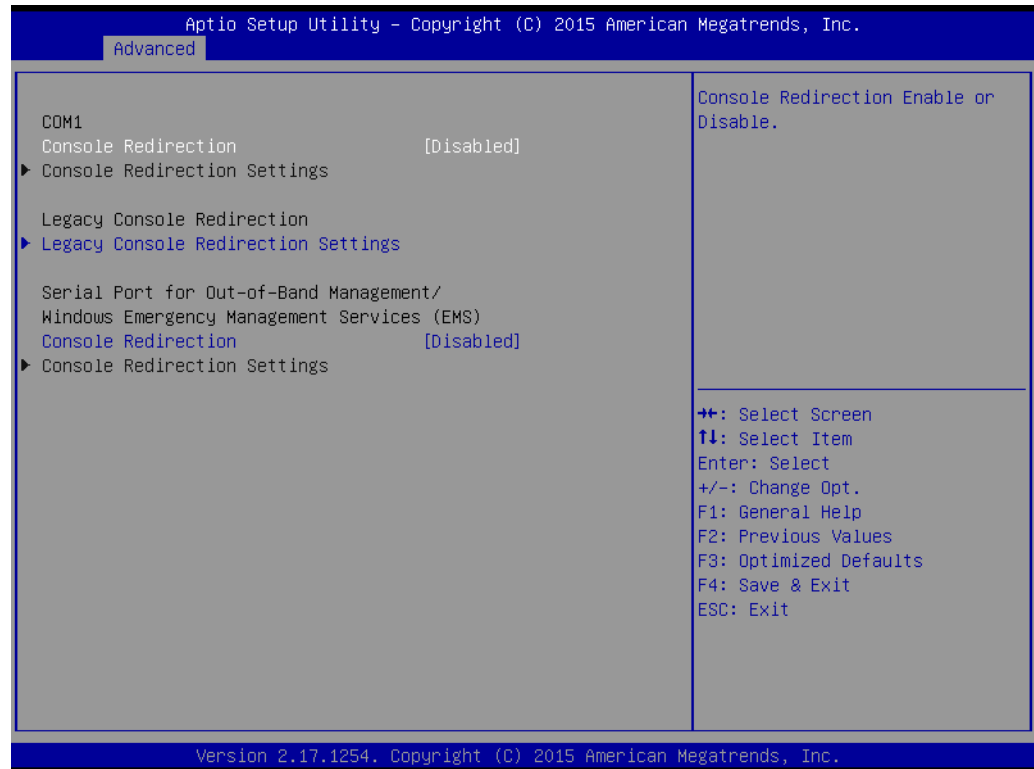 Aptio Setup Utility – Copyright (C) 2015 American Megatrends, Inc.
Advanced
COM1
Console Redirection [Disabled]
▶ Console Redirection Settings
Legacy Console Redirection
▶ Legacy Console Redirection Settings
Serial Port for Out-of-Band Management/
Windows Emergency Management Services (EMS)
Console Redirection [Disabled]
▶ Console Redirection Settings
Console Redirection Enable or
Disable.
→←: Select Screen
↑↓: Select Item
Enter: Select
+/-: Change Opt.
F1: General Help
F2: Previous Values
F3: Optimized Defaults
F4: Save & Exit
ESC: Exit
Version 2.17.1254. Copyright (C) 2015 American Megatrends, Inc.